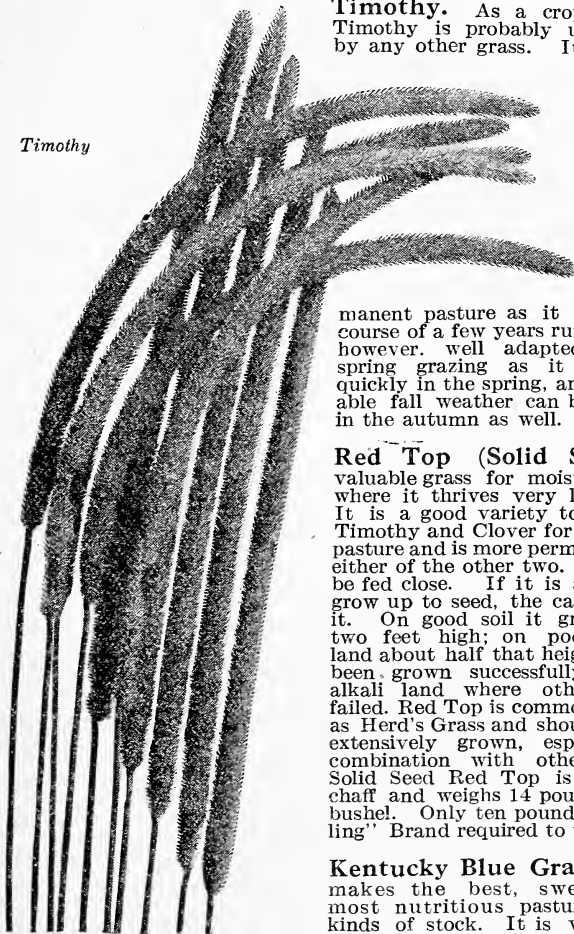 Timothy. As a cro
Timothy is probably u
by any other grass. I
Timothy
manent pasture as it
course of a few years ru
however. well adapted
spring grazing as it
quickly in the spring, an
able fall weather can b
in the autumn as well.
Red Top (Solid S
valuable grass for mois
where it thrives very l
It is a good variety to
Timothy and Clover for
pasture and is more perm
either of the other two.
be fed close. If it is a
grow up to seed, the ca
it. On good soil it gr
two feet high; on poo
land about half that heig
been grown successfull;
alkali land where oth
failed. Red Top is commo
as Herd's Grass and shou
extensively grown, esp
combination with othe
Solid Seed Red Top is
chaff and weighs 14 pou
bushel. Only ten pound
ling" Brand required to
Kentucky Blue Gra
makes the best, swe
most nutritious pastu
kinds of stock. It is v